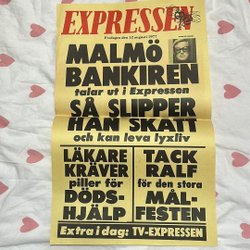 EXPRESSEN
MALMÖ
BANKIREN
talar ut i Expressen
SÅ SLIPPER
HAN SKATT
och kan leva lyxliv
LÄKARE
KRÄVER
piller för
DÖDS-
HJÄLP
TACK
RALF
för den stora
MÅL-
FESTEN
Extra i dag: TV-EXPRESSEN